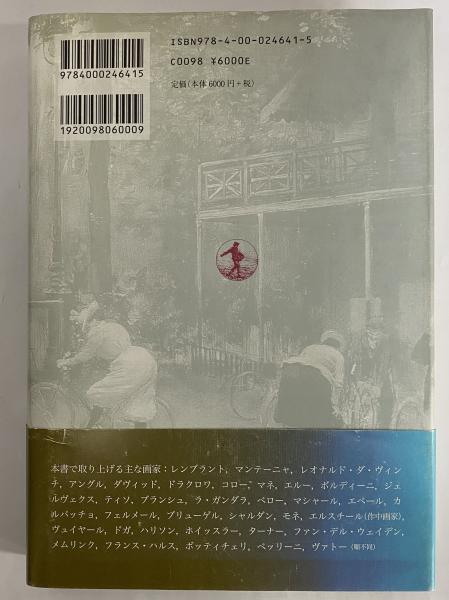 ISBN978-4-00-024641-5
C0098 ¥6000E
定価(本体 6000 円+税)
9784000246415
1920098060009
本書で取り上げる主な画家：レンブラント，マンテーニャ，レオナルド・ダ・ヴィン
チ，アングル，ダヴィッド，ドラクロワ，コロー，マネ，エルー，ボルディーニ，ジェ
ルヴェクス，ティソ，ブランシュ，ラ・ガンダラ，ベロー，マシャール，エベール，カ
ルパッチョ，フェルメール，ブリューゲル，シャルダン，モネ，エルスチール(作中画家)，
ヴュイヤール，ドガ，ハリソン，ホイッスラー，ターナー，ファン・デル・ウェイデン，
メムリンク，フランス・ハルス，ボッティチェリ，ベッリーニ，ヴァトー (順不同)